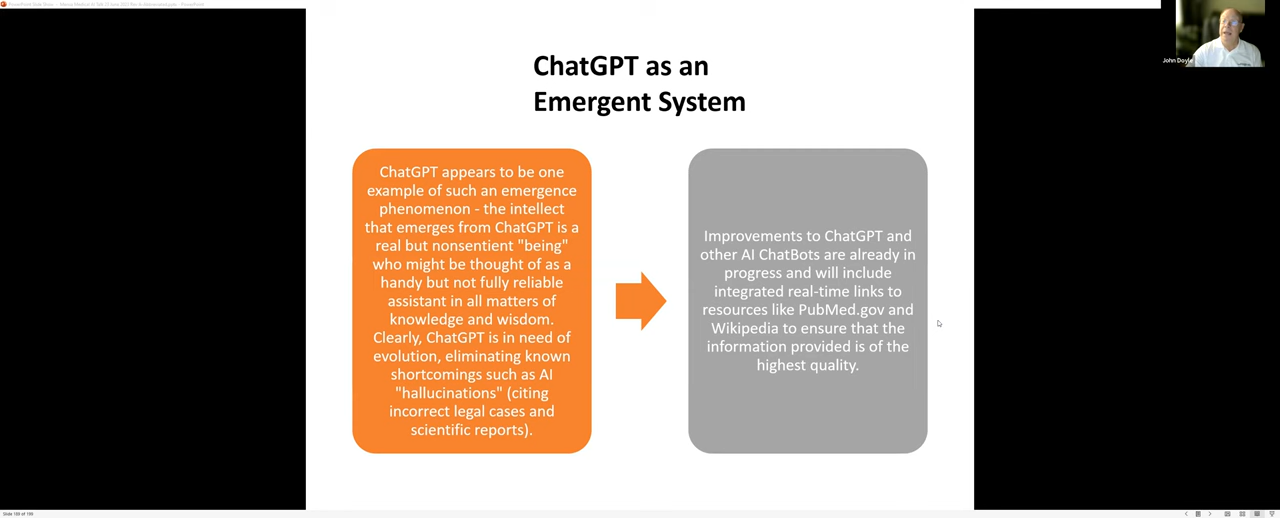 John Doyle
ChatGPT as an
Emergent System
ChatGPT appears to be one
example of such an emergence
phenomenon - the intellect
that emerges from ChatGPT is a
real but nonsentient "being"
who might be thought of as a
handy but not fully reliable
assistant in all matters of
knowledge and wisdom.
Clearly, ChatGPT is in need of
evolution, eliminating known
shortcomings such as AI
"hallucinations" (citing
incorrect legal cases and
scientific reports).
Improvements to ChatGPT and
other AI ChatBots are already in
progress and will include
integrated real-time links to
resources like PubMed.gov and
Wikipedia to ensure that the
information provided is of the
highest quality.